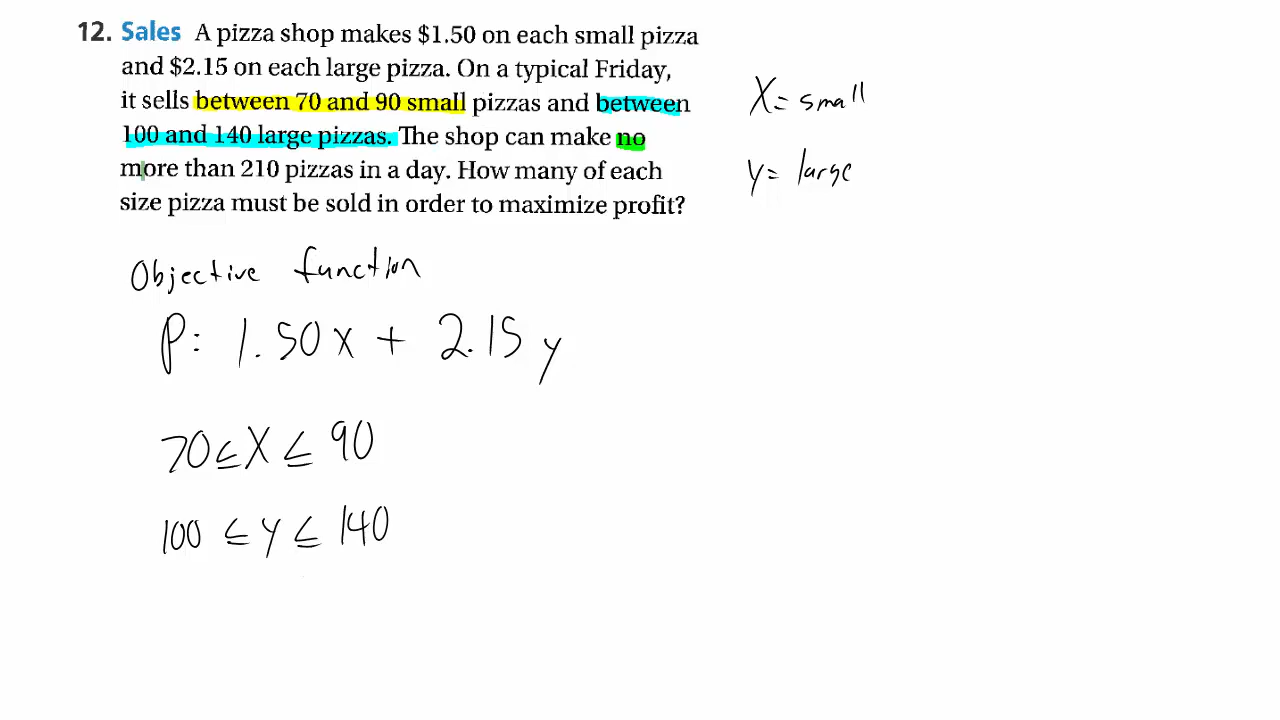 12. Sales A pizza shop makes $1.50 on each small pizza
and $2.15 on each large pizza. On a typical Friday,
it sells between 70 and 90 small pizzas and between
100 and 140 large pizzas. The shop can make no
more than 210 pizzas in a day. How many of each
size pizza must be sold in order to maximize profit?
X= small
y= large
Objective function
P= 1.50x + 2.15y
70 ≤ X ≤ 90
100 ≤ y ≤ 140